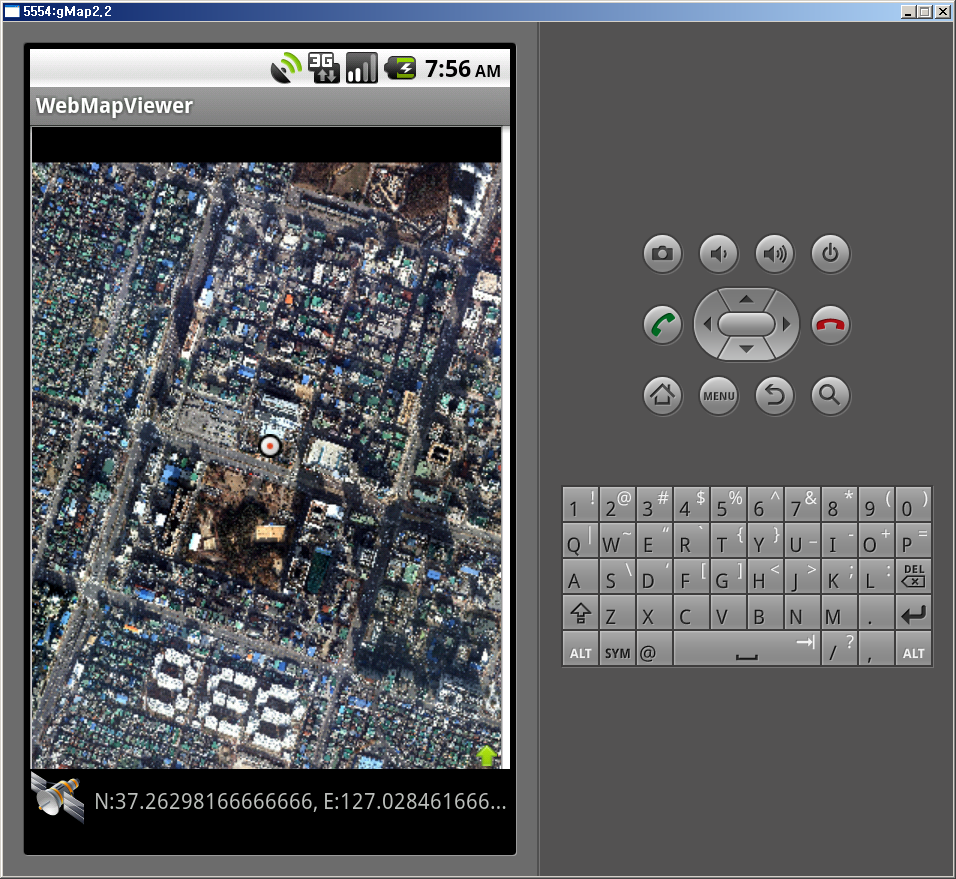 5554:gMap2,2
3G
7:56 AM
WebMapViewer
N:37.26298166666666, E:127.028461666...
MENU
1 ! 2 @ 3 # 4 $ 5 % 6 ^ 7 & 8 * 9 ( 0 )
Q | W ~ E “ R ` T { Y } U _ I - O + P =
A S \ D ‘ F [ G ] H < J > K ; L : DEL
Z X C V B N M .
ALT SYM @ / ? , ALT